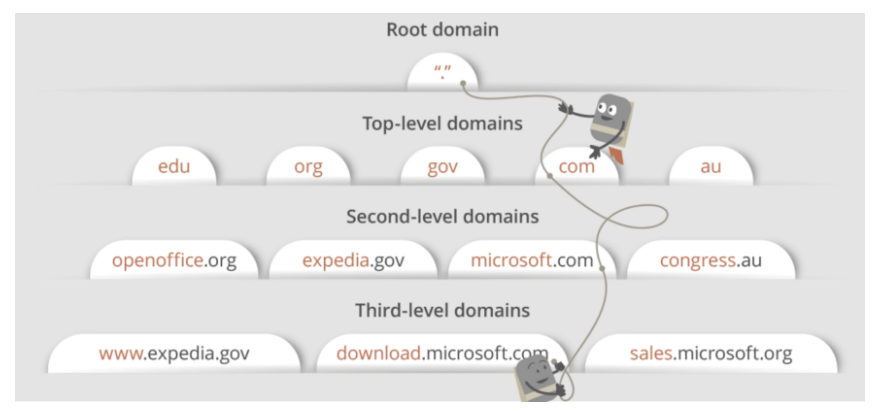 Root domain
“.”
Top-level domains
edu org gov com au
Second-level domains
openoffice.org expedia.gov microsoft.com congress.au
Third-level domains
www.expedia.gov download.microsoft.com sales.microsoft.org